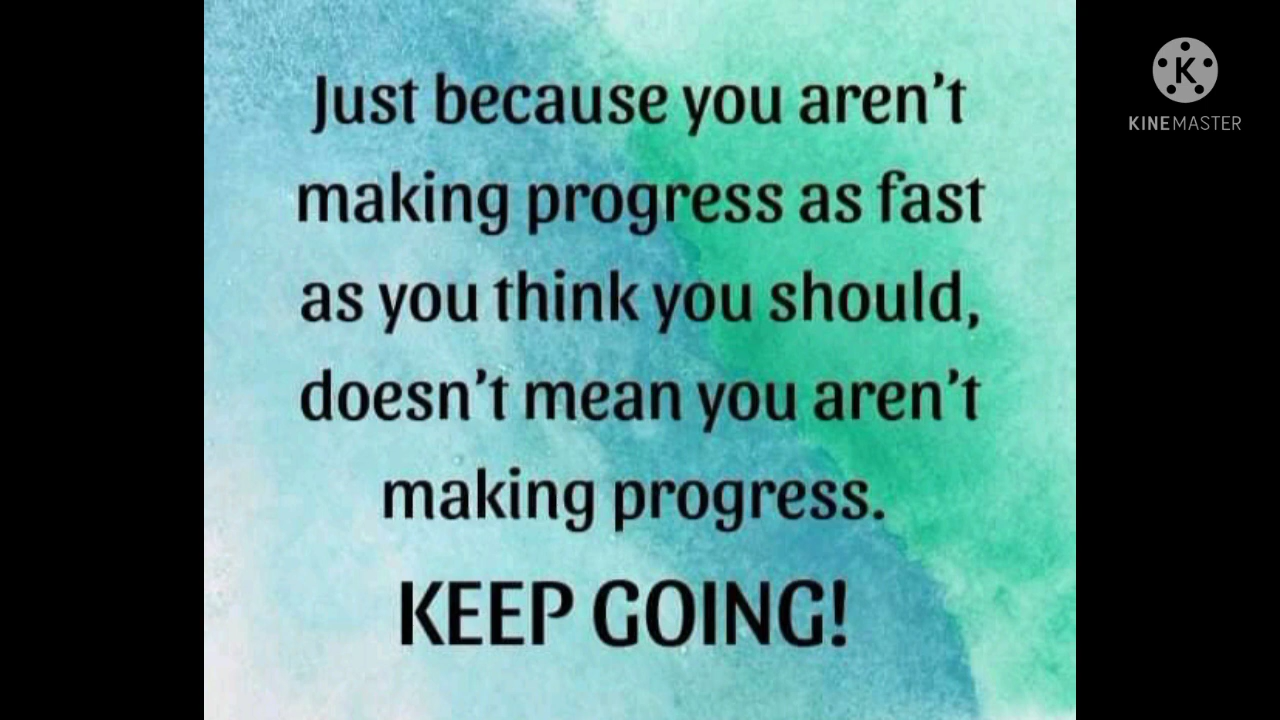 Just because you aren’t
making progress as fast
as you think you should,
doesn’t mean you aren’t
making progress.
KEEP GOING!
K
KINEMASTER